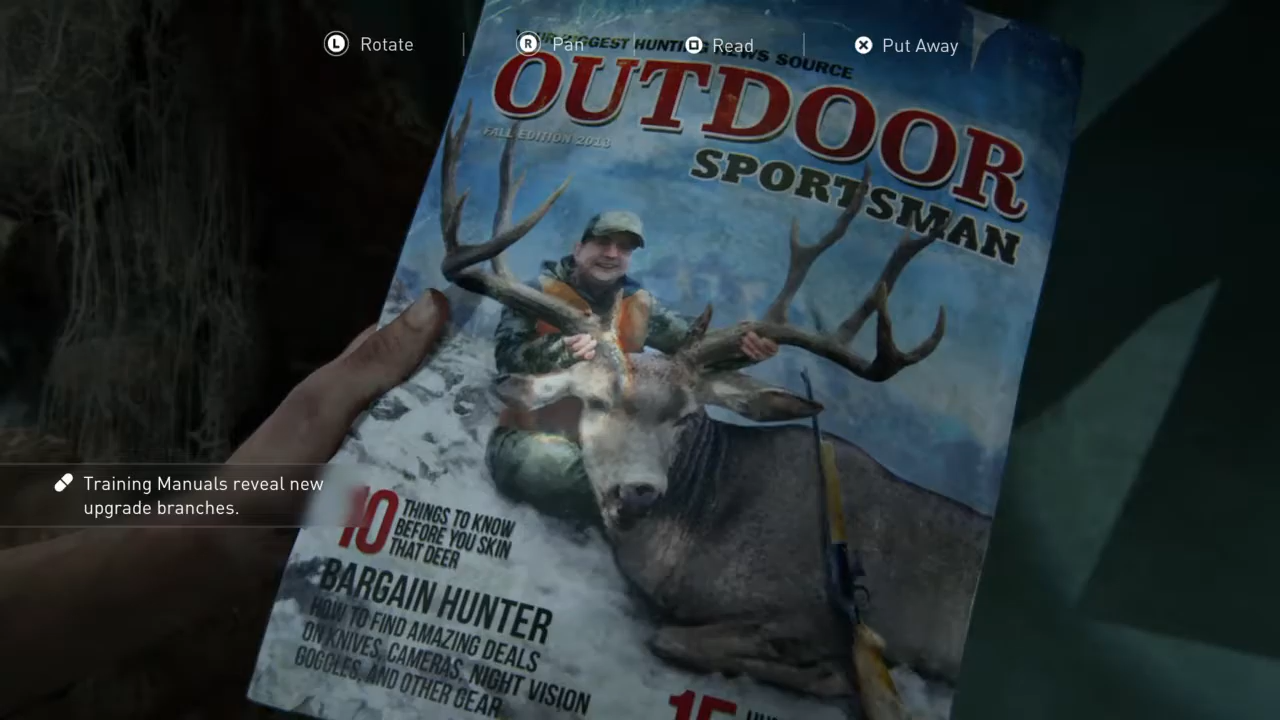 L Rotate
R Pan
Read
Put Away
YOUR BIGGEST HUNTING NEWS SOURCE
OUTDOOR
FALL EDITION 2013
SPORTSMAN
Training Manuals reveal new
upgrade branches.
10 THINGS TO KNOW
BEFORE YOU SKIN
THAT DEER
BARGAIN HUNTER
HOW TO FIND AMAZING DEALS
ON KNIVES, CAMERAS, NIGHT VISION
GOGGLES, AND OTHER GEAR
15